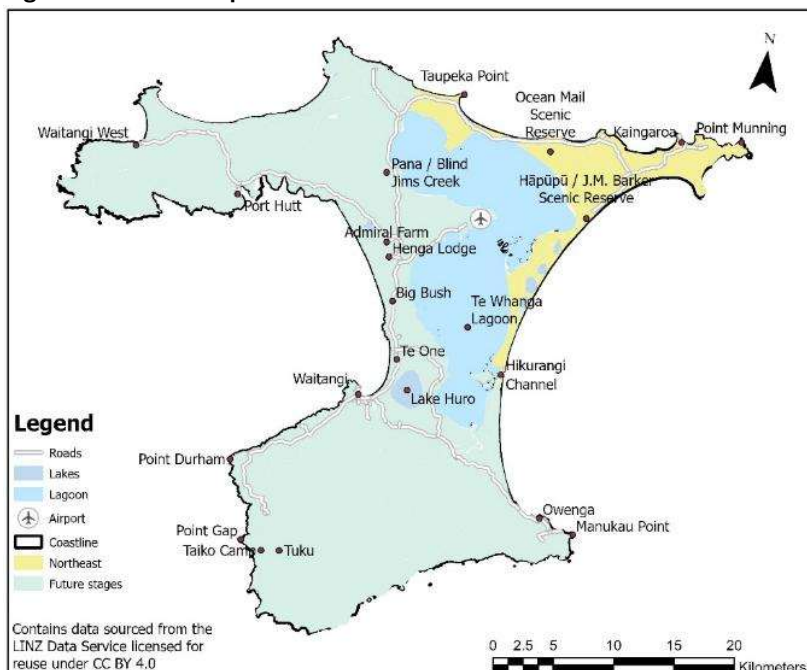 N
Taupeka Point
Ocean Mail
Scenic
Reserve
Kaingaroa
Point Munning
Waitangi West
Pana / Blind
Jims Creek
Hāpūpū / J.M. Barker
Scenic Reserve
Port Hutt
Admiral Farm
Henga Lodge
Big Bush
Te Whanga
Lagoon
Te One
Hikurangi
Channel
Waitangi
Lake Huro
Legend
Roads
Lakes
Lagoon
Airport
Coastline
Northeast
Future stages
Point Durham
Point Gap
Taiko Camp
Tuku
Owenga
Manukau Point
Contains data sourced from the
LINZ Data Service licensed for
reuse under CC BY 4.0
0 2.5 5 10 15 20
Kilometers